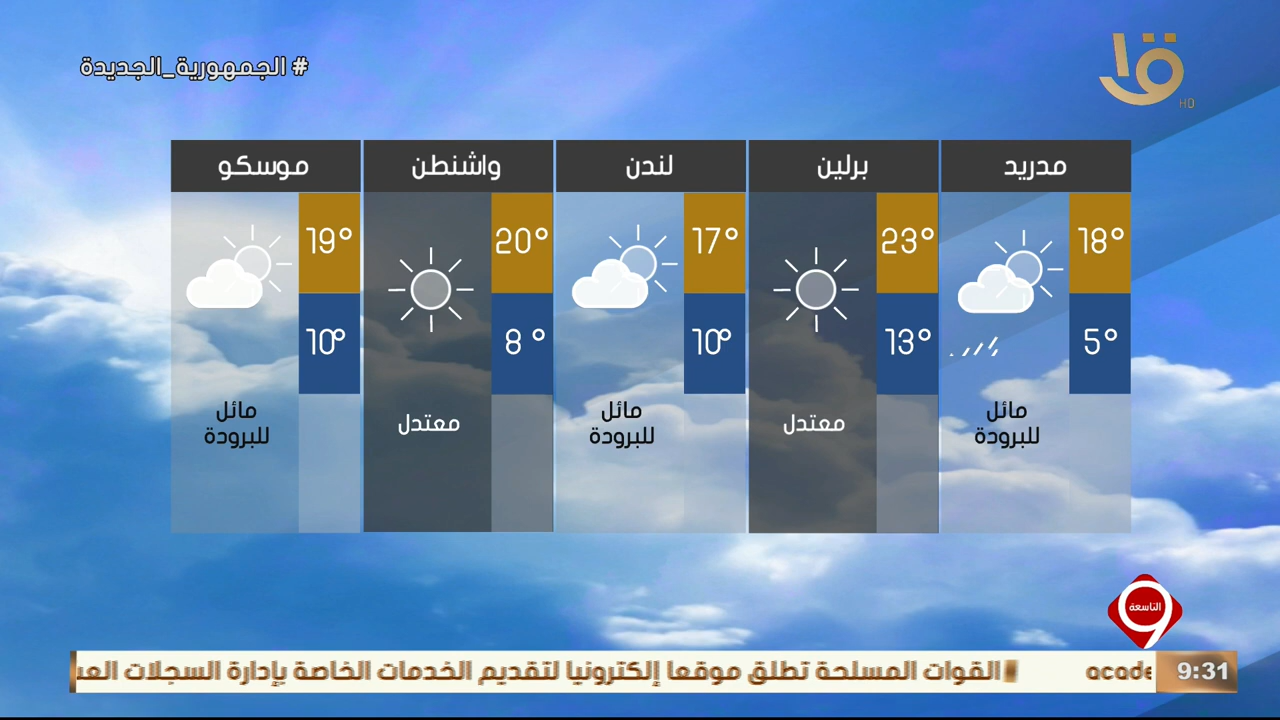 #الجمهورية_الجديدة
قا
HD
مدريد
18°
5°
مائل
للبرودة
برلين
23°
13°
معتدل
لندن
17°
10°
مائل
للبرودة
واشنطن
20°
8°
معتدل
موسكو
19°
10°
مائل
للبرودة
التاسعة
9
القوات المسلحة تطلق موقعا إلكترونيا لتقديم الخدمات الخاصة بإدارة السجلات
9:31